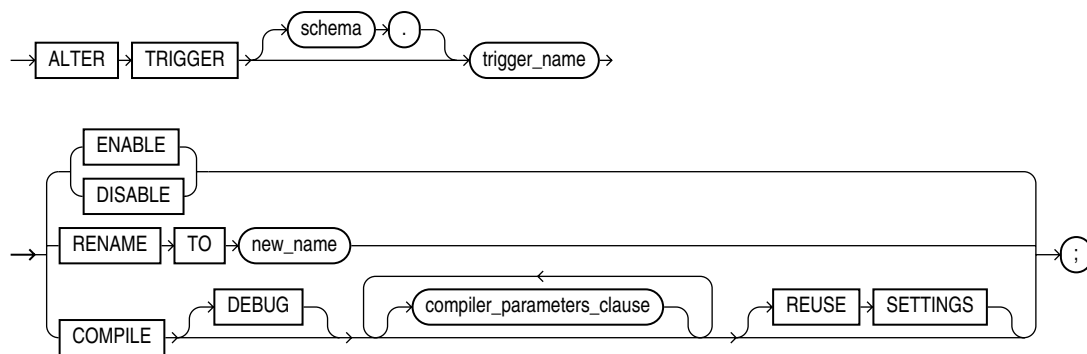 schema .
ALTER TRIGGER trigger_name
ENABLE
DISABLE
RENAME TO new_name ;
DEBUG compiler_parameters_clause REUSE SETTINGS
COMPILE